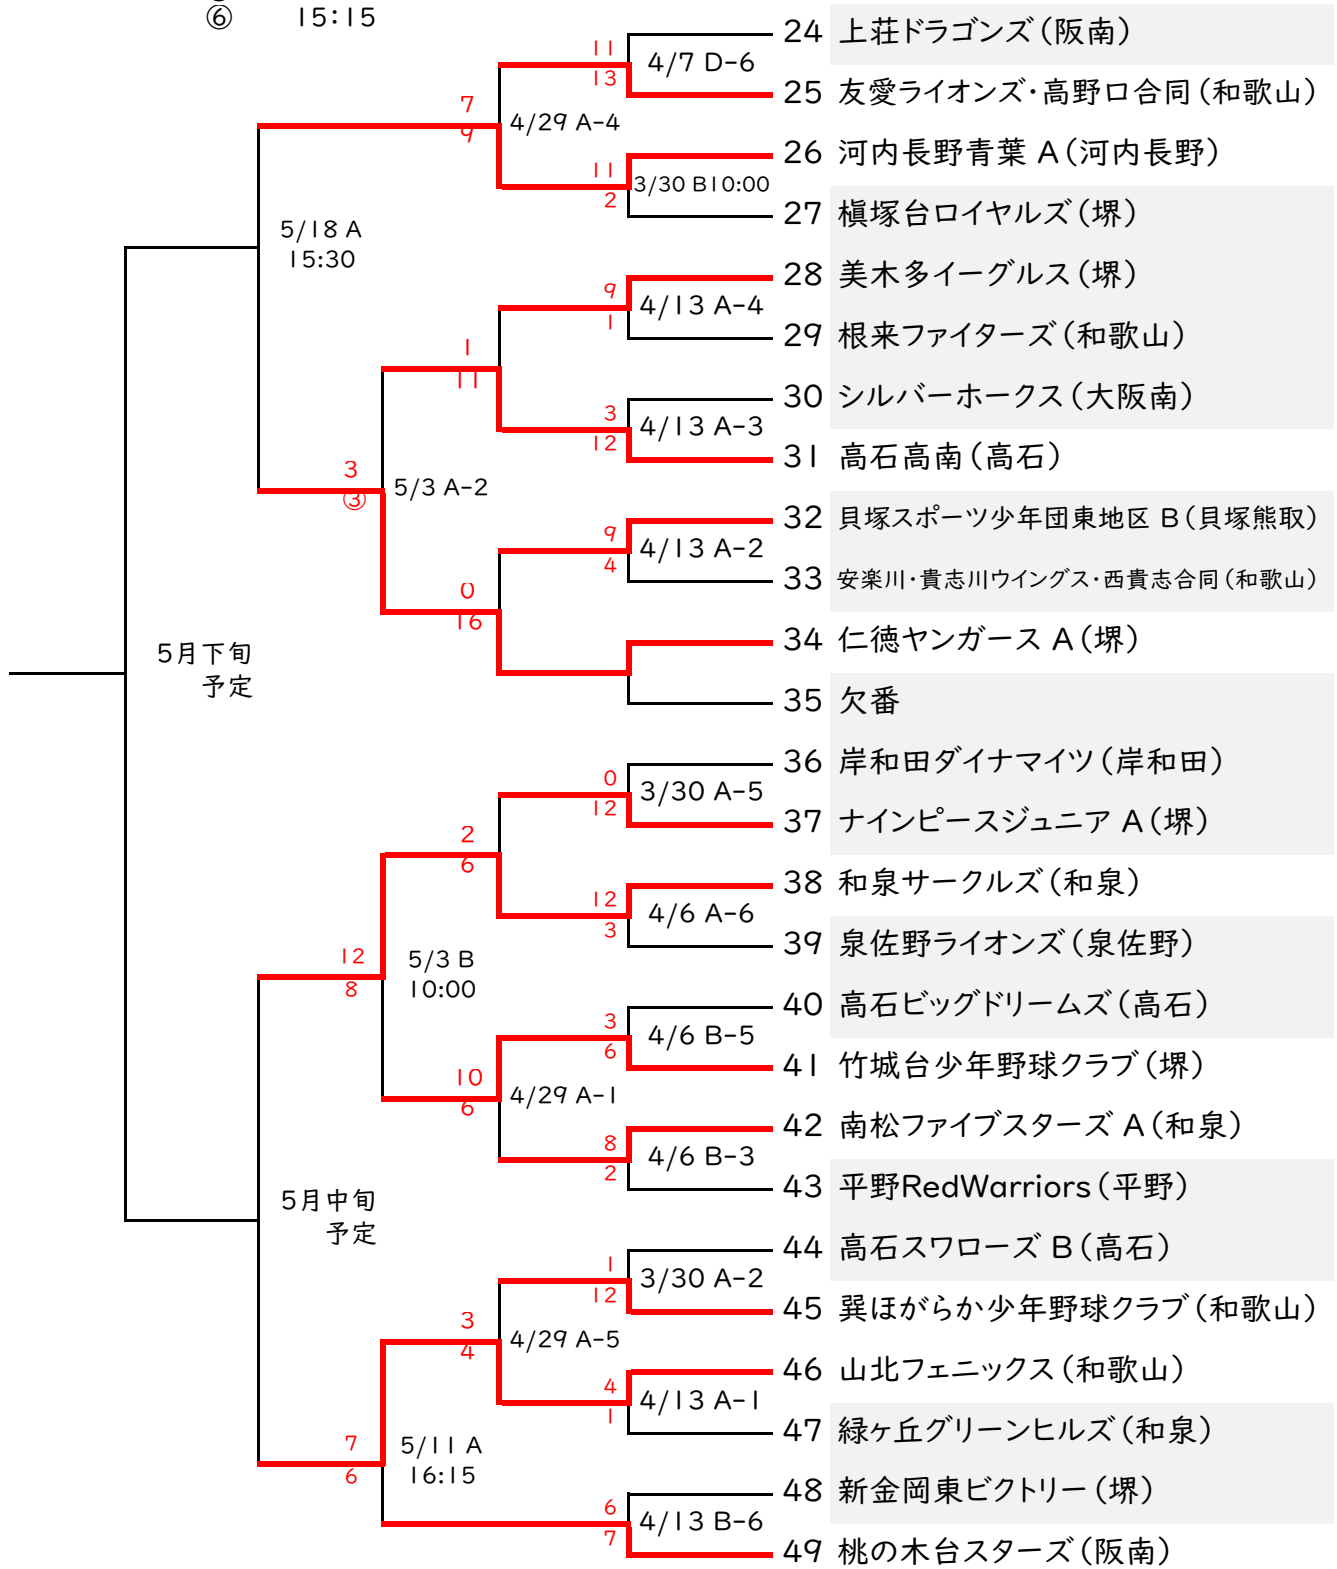 ⑥ 15:15
24 上荘ドラゴンズ(阪南)
11
4/7 D-6
13
25 友愛ライオンズ・高野口合同(和歌山)
7
4/29 A-4
9
26 河内長野青葉 A(河内長野)
11
3/30 B10:00
2
27 槇塚台ロイヤルズ(堺)
5/18 A
15:30
28 美木多イーグルス(堺)
9
4/13 A-4
1
29 根来ファイターズ(和歌山)
1
11
30 シルバーホークス(大阪南)
3
4/13 A-3
12
31 高石高南(高石)
3
5/3 A-2
③
32 貝塚スポーツ少年団東地区 B(貝塚熊取)
9
4/13 A-2
4
33 安楽川・貴志川ウイングス・西貴志合同(和歌山)
0
16
34 仁徳ヤンガース A(堺)
5月下旬
予定
35 欠番
36 岸和田ダイナマイツ(岸和田)
0
3/30 A-5
12
37 ナインピースジュニア A(堺)
2
6
38 和泉サークルズ(和泉)
12
4/6 A-6
3
39 泉佐野ライオンズ(泉佐野)
12
5/3 B
10:00
8
40 高石ビッグドリームズ(高石)
3
4/6 B-5
6
41 竹城台少年野球クラブ(堺)
10
4/29 A-1
6
42 南松ファイブスターズ A(和泉)
8
4/6 B-3
2
43 平野RedWarriors(平野)
5月中旬
予定
44 高石スワローズ B(高石)
1
3/30 A-2
12
45 巽ほがらか少年野球クラブ(和歌山)
3
4/29 A-5
4
46 山北フェニックス(和歌山)
4
4/13 A-1
1
47 緑ヶ丘グリーンヒルズ(和泉)
7
5/11 A
16:15
6
48 新金岡東ビクトリー(堺)
6
4/13 B-6
7
49 桃の木台スターズ(阪南)